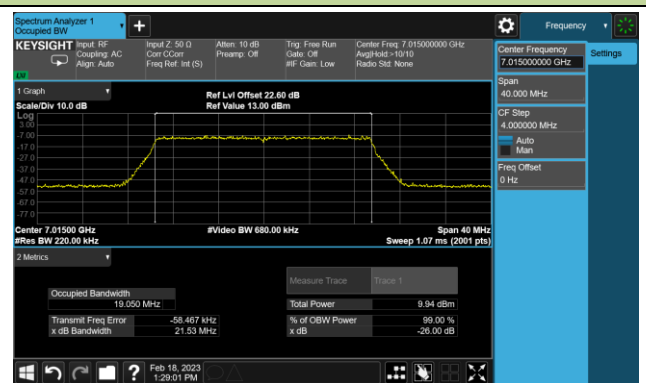 Spectrum Analyzer 1
Occupied BW
Frequency
KEYSIGHT
Input: RF
Coupling: AC
Align: Auto
Input Z: 50 Ω
Corr CCorr
Freq Ref: Int (S)
Atten: 10 dB
Preamp: Off
Trig: Free Run
Gate: Off
#IF Gain: Low
Center Freq: 7.015000000 GHz
Avg|Hold:>10/10
Radio Std: None
Center Frequency
7.015000000 GHz
Settings
Span
40.000 MHz
CF Step
4.000000 MHz
Auto
Man
Freq Offset
0 Hz
1 Graph
Scale/Div 10.0 dB
Ref Lvl Offset 22.60 dB
Ref Value 13.00 dBm
Log
3.00
-7.00
-17.0
-27.0
-37.0
-47.0
-57.0
-67.0
-77.0
Center 7.01500 GHz
#Video BW 680.00 kHz
Span 40 MHz
#Res BW 220.00 kHz
Sweep 1.07 ms (2001 pts)
2 Metrics
Measure Trace
Trace 1
Occupied Bandwidth
19.050 MHz
Total Power
9.94 dBm
Transmit Freq Error
-58.467 kHz
% of OBW Power
99.00 %
x dB Bandwidth
21.53 MHz
x dB
-26.00 dB
?
Feb 18, 2023
1:29:01 PM